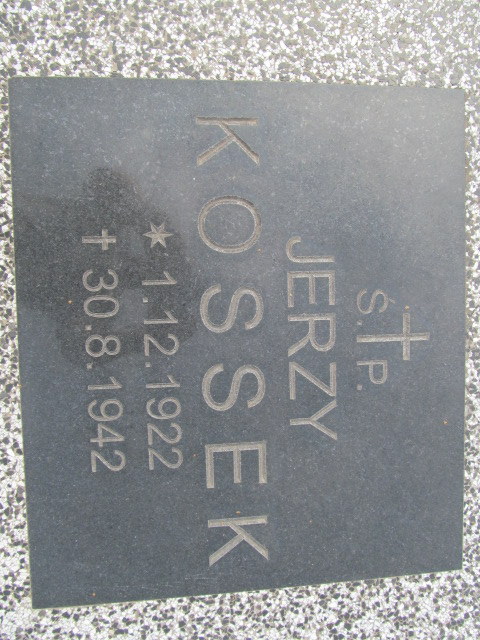 Ś. P.
JERZY
KOSSEK
* 1.12.1922
✝ 30.8.1942